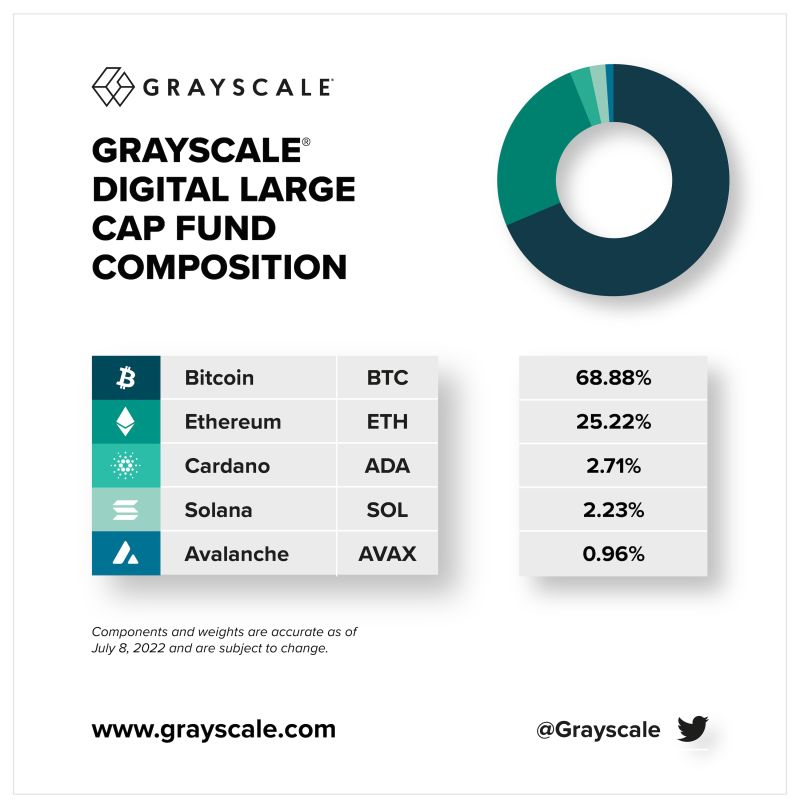 GRAYSCALE®
GRAYSCALE®
DIGITAL LARGE
CAP FUND
COMPOSITION
Bitcoin BTC 68.88%
Ethereum ETH 25.22%
Cardano ADA 2.71%
Solana SOL 2.23%
Avalanche AVAX 0.96%
Components and weights are accurate as of
July 8, 2022 and are subject to change.
www.grayscale.com @Grayscale